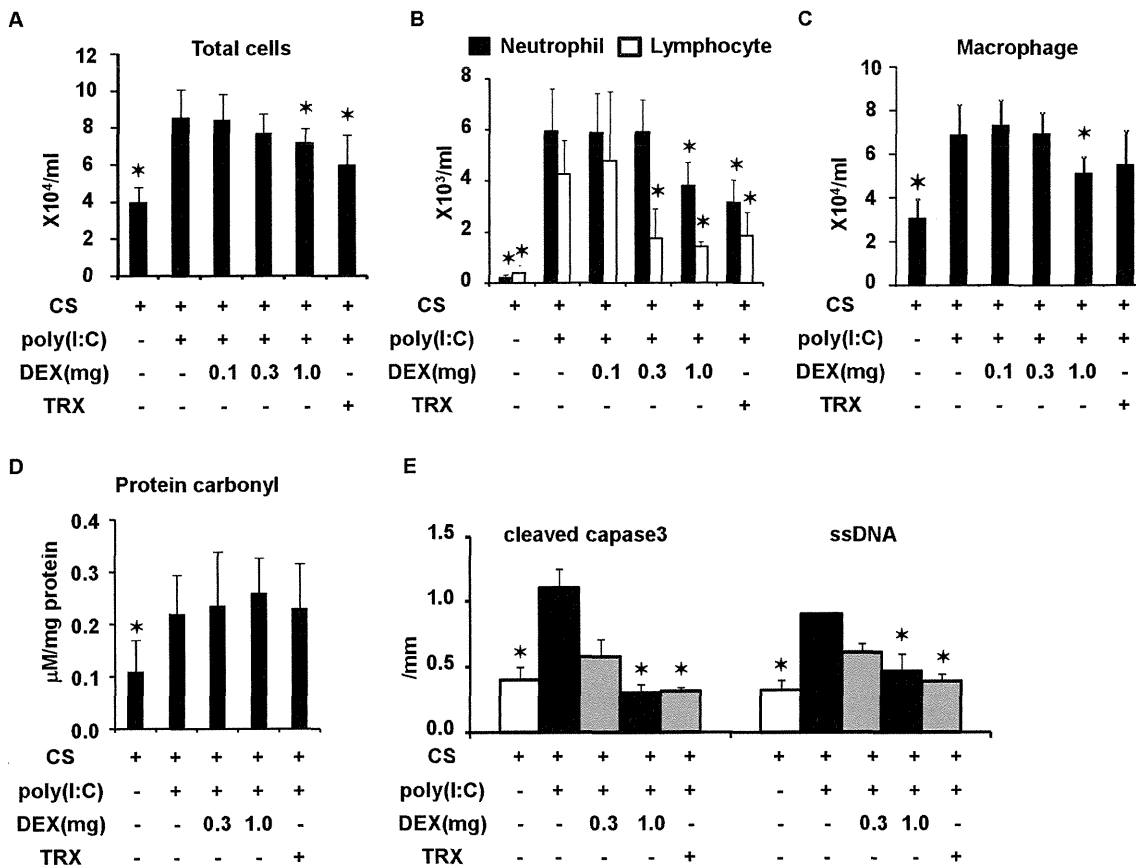 A
Total cells
12
10
8
6
4
2
0
X10⁴/ml
* * *
CS + + + + + +
poly(I:C) - + + + + +
DEX(mg) - - 0.1 0.3 1.0 -
TRX - - - - - +
B
Neutrophil Lymphocyte
8
6
4
2
0
X10³/ml
* * * * * * *
CS + + + + + +
poly(I:C) - + + + + +
DEX(mg) - - 0.1 0.3 1.0 -
TRX - - - - - +
C
Macrophage
10
8
6
4
2
0
X10⁴/ml
* *
CS + + + + + +
poly(I:C) - + + + + +
DEX(mg) - - 0.1 0.3 1.0 -
TRX - - - - - +
D
Protein carbonyl
0.4
0.3
0.2
0.1
0.0
µM/mg protein
*
CS + + + + +
poly(I:C) - + + + +
DEX(mg) - - 0.3 1.0 -
TRX - - - - +
E
cleaved capase3 ssDNA
1.5
1.0
0.5
0.0
/mm
* * * * * *
CS + + + + + + + + + +
poly(I:C) - + + + + - + + + +
DEX(mg) - - 0.3 1.0 - - - 0.3 1.0 -
TRX - - - - + - - - - +